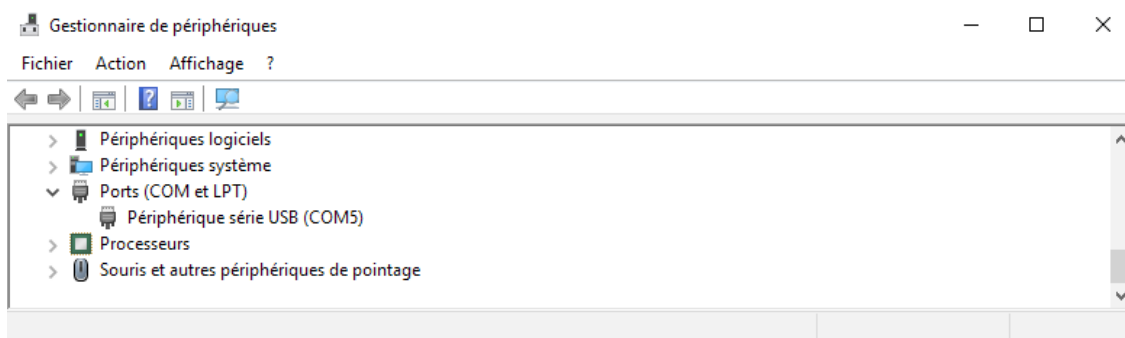 Gestionnaire de périphériques
Fichier Action Affichage ?
Périphériques logiciels
Périphériques système
Ports (COM et LPT)
Périphérique série USB (COM5)
Processeurs
Souris et autres périphériques de pointage